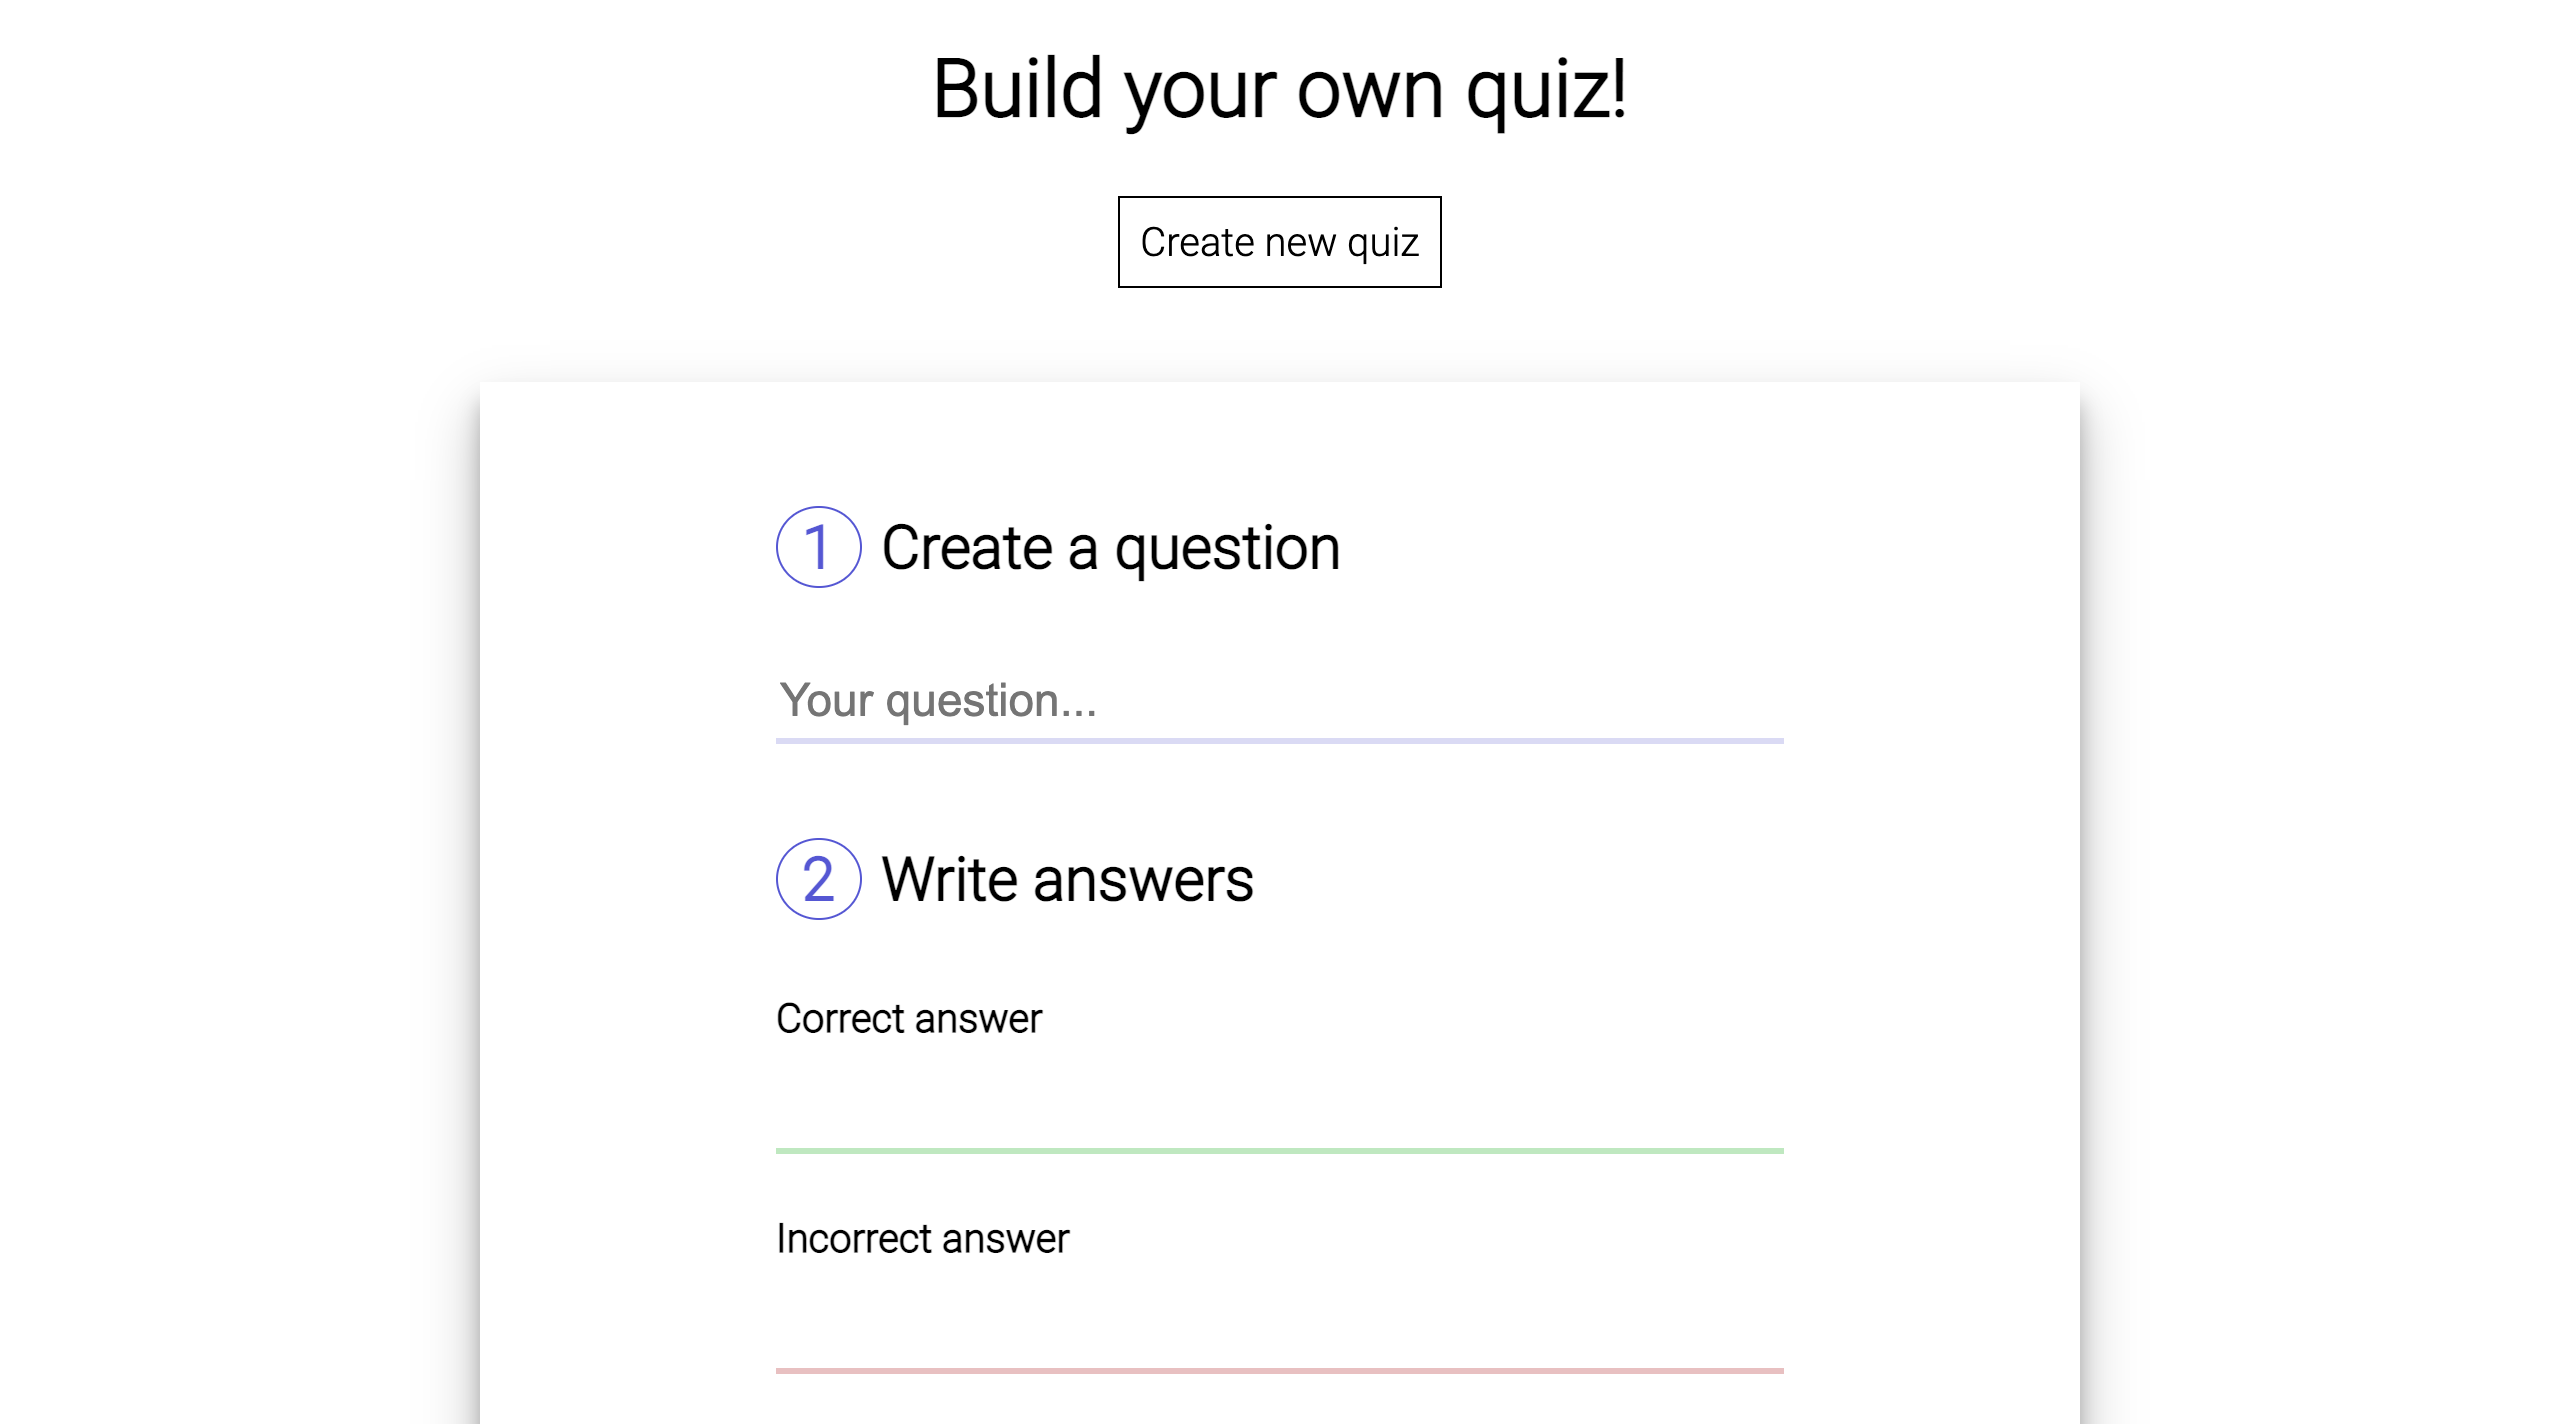 Build your own quiz!
Create new quiz
1 Create a question
Your question...
2 Write answers
Correct answer
Incorrect answer